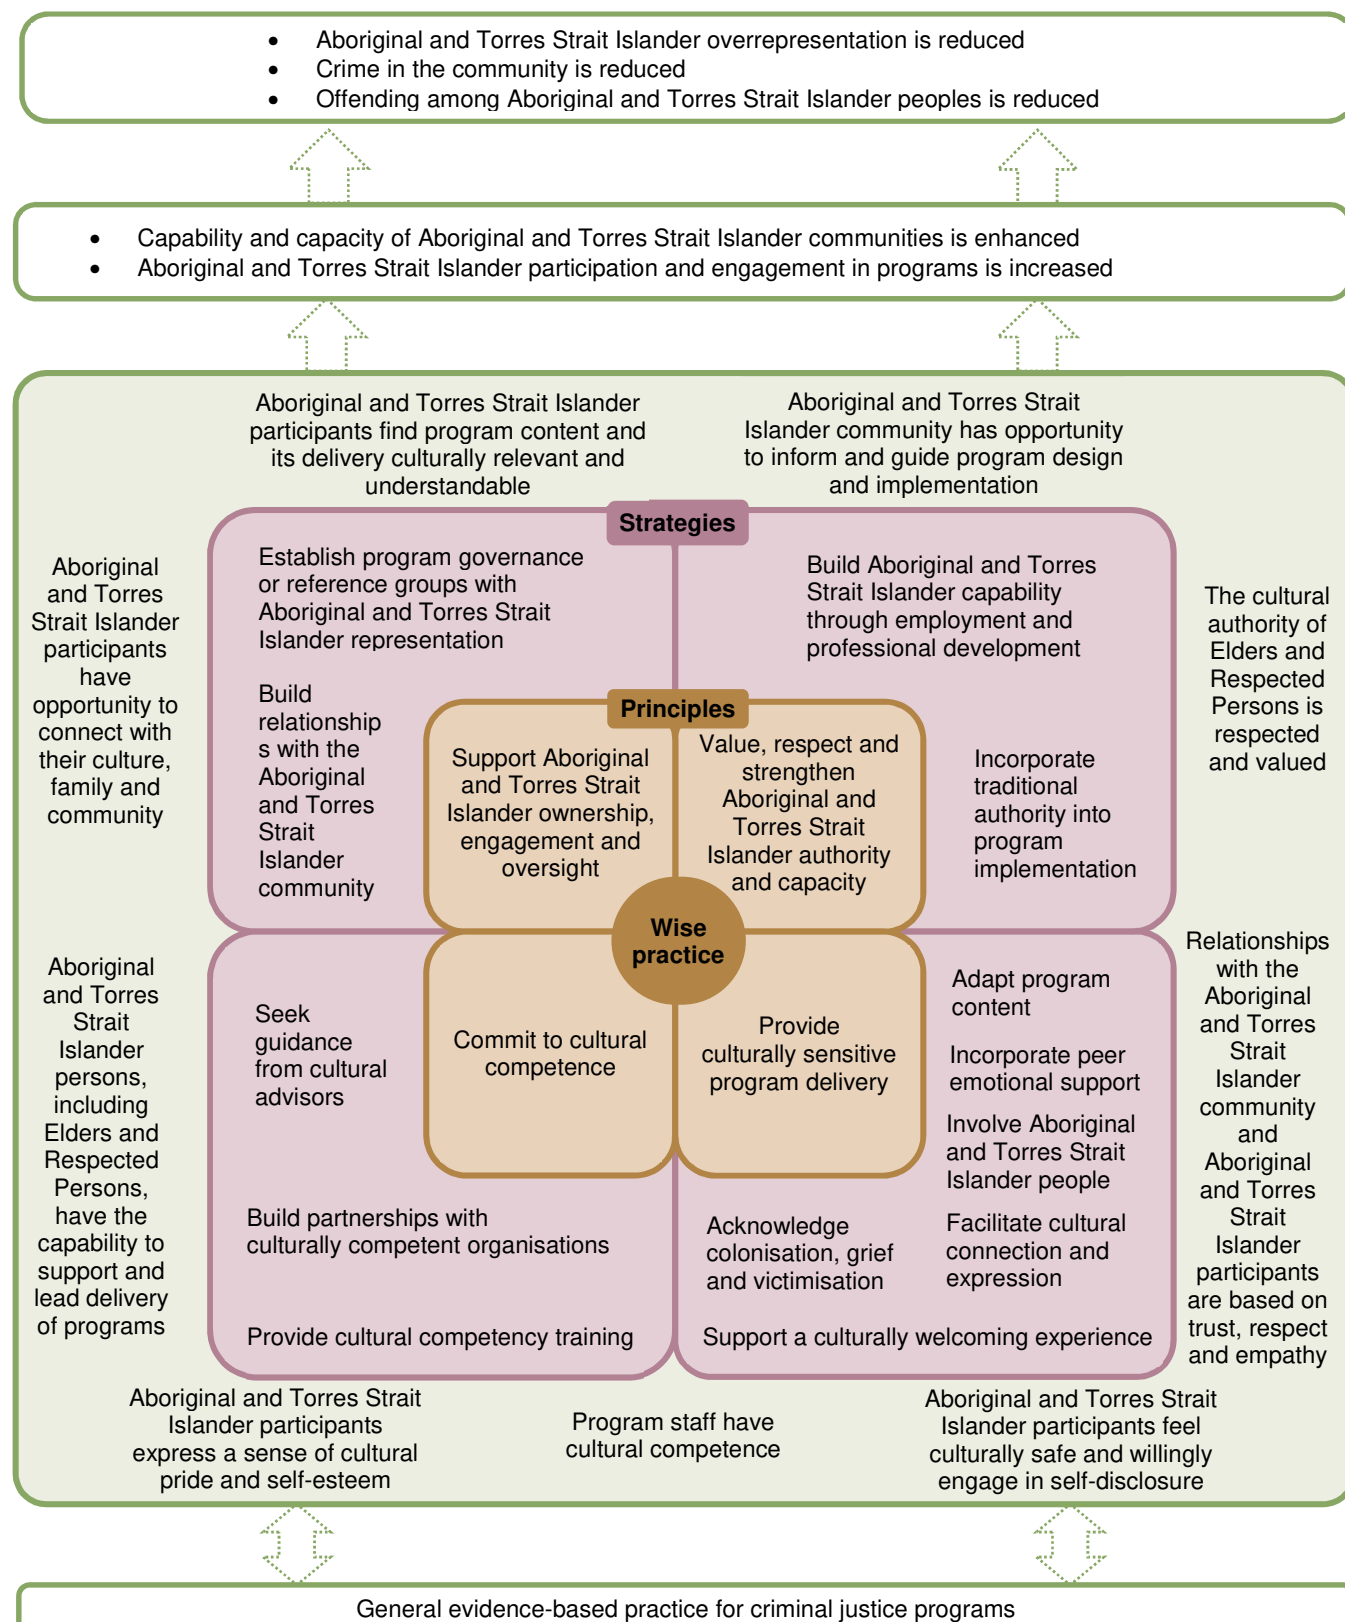 • Aboriginal and Torres Strait Islander overrepresentation is reduced
• Crime in the community is reduced
• Offending among Aboriginal and Torres Strait Islander peoples is reduced
• Capability and capacity of Aboriginal and Torres Strait Islander communities is enhanced
• Aboriginal and Torres Strait Islander participation and engagement in programs is increased
Aboriginal and Torres Strait Islander
participants find program content and
its delivery culturally relevant and
understandable
Aboriginal and Torres Strait
Islander community has opportunity
to inform and guide program design
and implementation
Aboriginal
and Torres
Strait Islander
participants
have
opportunity to
connect with
their culture,
family and
community
Strategies
Establish program governance
or reference groups with
Aboriginal and Torres Strait
Islander representation
Build Aboriginal and Torres
Strait Islander capability
through employment and
professional development
The cultural
authority of
Elders and
Respected
Persons is
respected
and valued
Build
relationship
s with the
Aboriginal
and Torres
Strait
Islander
community
Principles
Support Aboriginal
and Torres Strait
Islander ownership,
engagement and
oversight
Value, respect and
strengthen
Aboriginal and
Torres Strait
Islander authority
and capacity
Incorporate
traditional
authority into
program
implementation
Wise
practice
Aboriginal
and Torres
Strait
Islander
persons,
including
Elders and
Respected
Persons,
have the
capability to
support and
lead delivery
of programs
Seek
guidance
from cultural
advisors
Commit to cultural
competence
Provide
culturally sensitive
program delivery
Adapt program
content
Incorporate peer
emotional support
Involve Aboriginal
and Torres Strait
Islander people
Facilitate cultural
connection and
expression
Relationships
with the
Aboriginal
and Torres
Strait
Islander
community
and
Aboriginal
and Torres
Strait
Islander
participants
are based on
trust, respect
and empathy
Build partnerships with
culturally competent organisations
Acknowledge
colonisation, grief
and victimisation
Provide cultural competency training
Support a culturally welcoming experience
Aboriginal and Torres Strait
Islander participants
express a sense of cultural
pride and self-esteem
Program staff have
cultural competence
Aboriginal and Torres Strait
Islander participants feel
culturally safe and willingly
engage in self-disclosure
General evidence-based practice for criminal justice programs